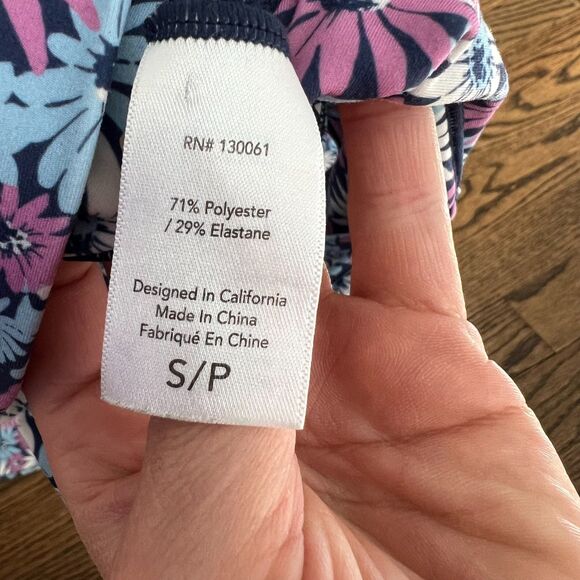 RN# 130061
71% Polyester
/ 29% Elastane
Designed In California
Made In China
Fabriqué En Chine
S/P